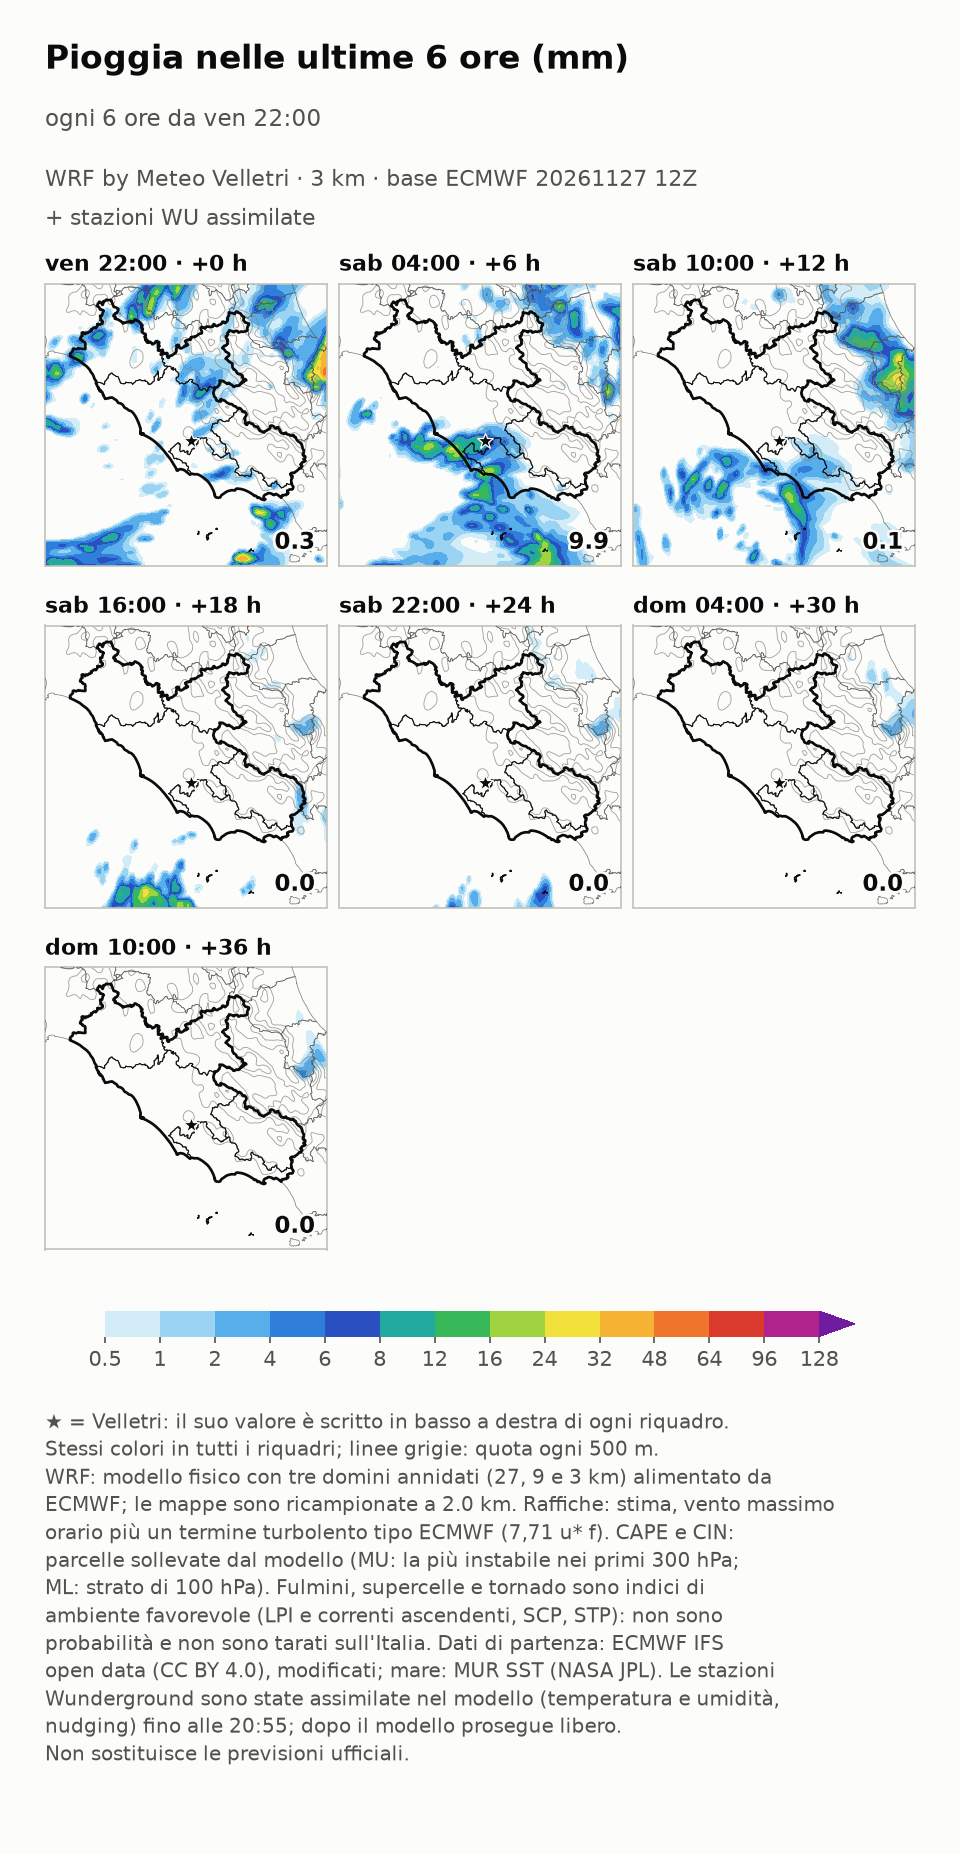 Pioggia nelle ultime 6 ore (mm)
ogni 6 ore da ven 22:00
WRF by Meteo Velletri · 3 km · base ECMWF 20261127 12Z
+ stazioni WU assimilate
ven 22:00 · +0 h
sab 04:00 · +6 h
sab 10:00 · +12 h
0.3
9.9
0.1
sab 16:00 · +18 h
sab 22:00 · +24 h
dom 04:00 · +30 h
0.0
0.0
0.0
dom 10:00 · +36 h
0.0
0.5 1 2 4 6 8 12 16 24 32 48 64 96 128
★ = Velletri: il suo valore è scritto in basso a destra di ogni riquadro.
Stessi colori in tutti i riquadri; linee grigie: quota ogni 500 m.
WRF: modello fisico con tre domini annidati (27, 9 e 3 km) alimentato da
ECMWF; le mappe sono ricampionate a 2.0 km. Raffiche: stima, vento massimo
orario più un termine turbolento tipo ECMWF (7,71 u* f). CAPE e CIN:
parcelle sollevate dal modello (MU: la più instabile nei primi 300 hPa;
ML: strato di 100 hPa). Fulmini, supercelle e tornado sono indici di
ambiente favorevole (LPI e correnti ascendenti, SCP, STP): non sono
probabilità e non sono tarati sull'Italia. Dati di partenza: ECMWF IFS
open data (CC BY 4.0), modificati; mare: MUR SST (NASA JPL). Le stazioni
Wunderground sono state assimilate nel modello (temperatura e umidità,
nudging) fino alle 20:55; dopo il modello prosegue libero.
Non sostituisce le previsioni ufficiali.